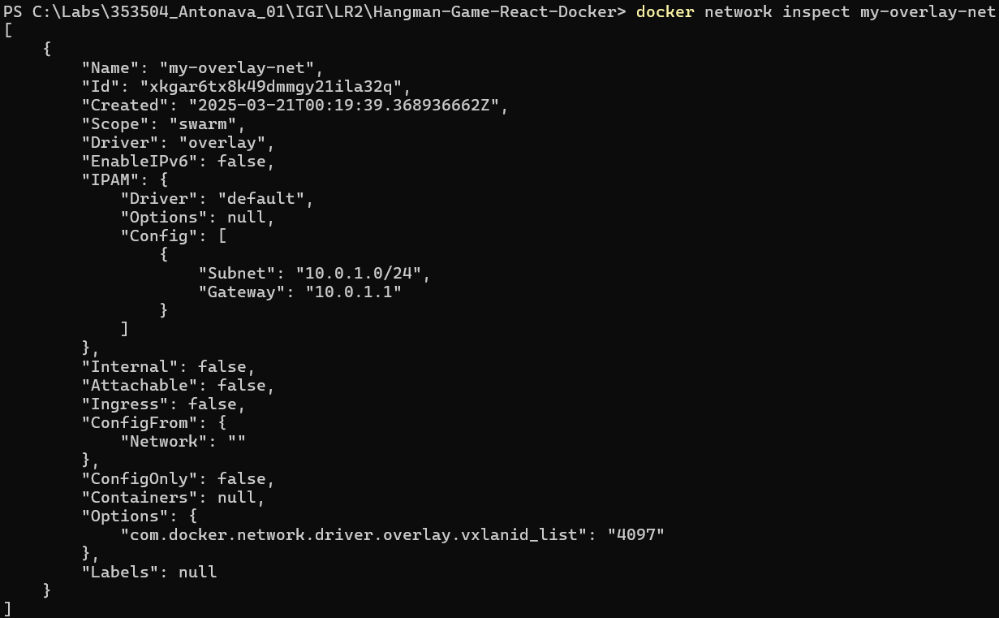 PS C:\Labs\353504_Antonava_01\IGI\LR2\Hangman-Game-React-Docker> docker network inspect my-overlay-net
[
    {
        "Name": "my-overlay-net",
        "Id": "xkgar6tx8k49dmmgy21ila32q",
        "Created": "2025-03-21T00:19:39.368936662Z",
        "Scope": "swarm",
        "Driver": "overlay",
        "EnableIPv6": false,
        "IPAM": {
            "Driver": "default",
            "Options": null,
            "Config": [
                {
                    "Subnet": "10.0.1.0/24",
                    "Gateway": "10.0.1.1"
                }
            ]
        },
        "Internal": false,
        "Attachable": false,
        "Ingress": false,
        "ConfigFrom": {
            "Network": ""
        },
        "ConfigOnly": false,
        "Containers": null,
        "Options": {
            "com.docker.network.driver.overlay.vxlanid_list": "4097"
        },
        "Labels": null
    }
]